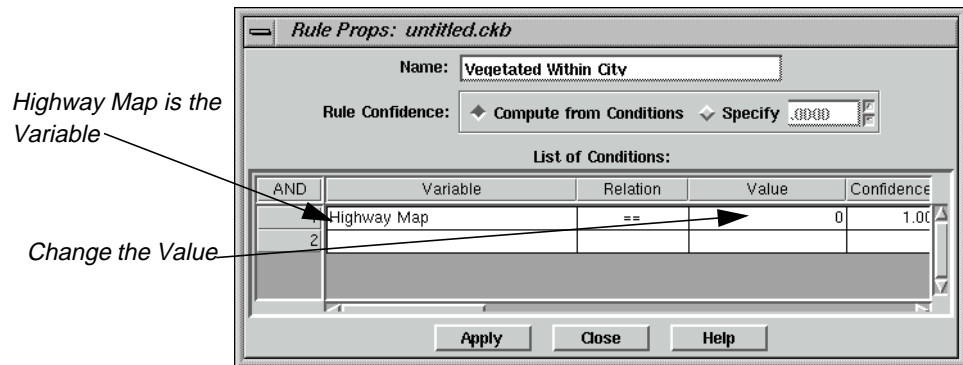 Rule Props: untitled.ckb
Name: Vegetated Within City
Highway Map is the
Variable
Rule Confidence: Compute from Conditions Specify .0000
List of Conditions:
AND Variable Relation Value Confidence
1 Highway Map == 0 1.00
2
Change the Value
Apply Close Help